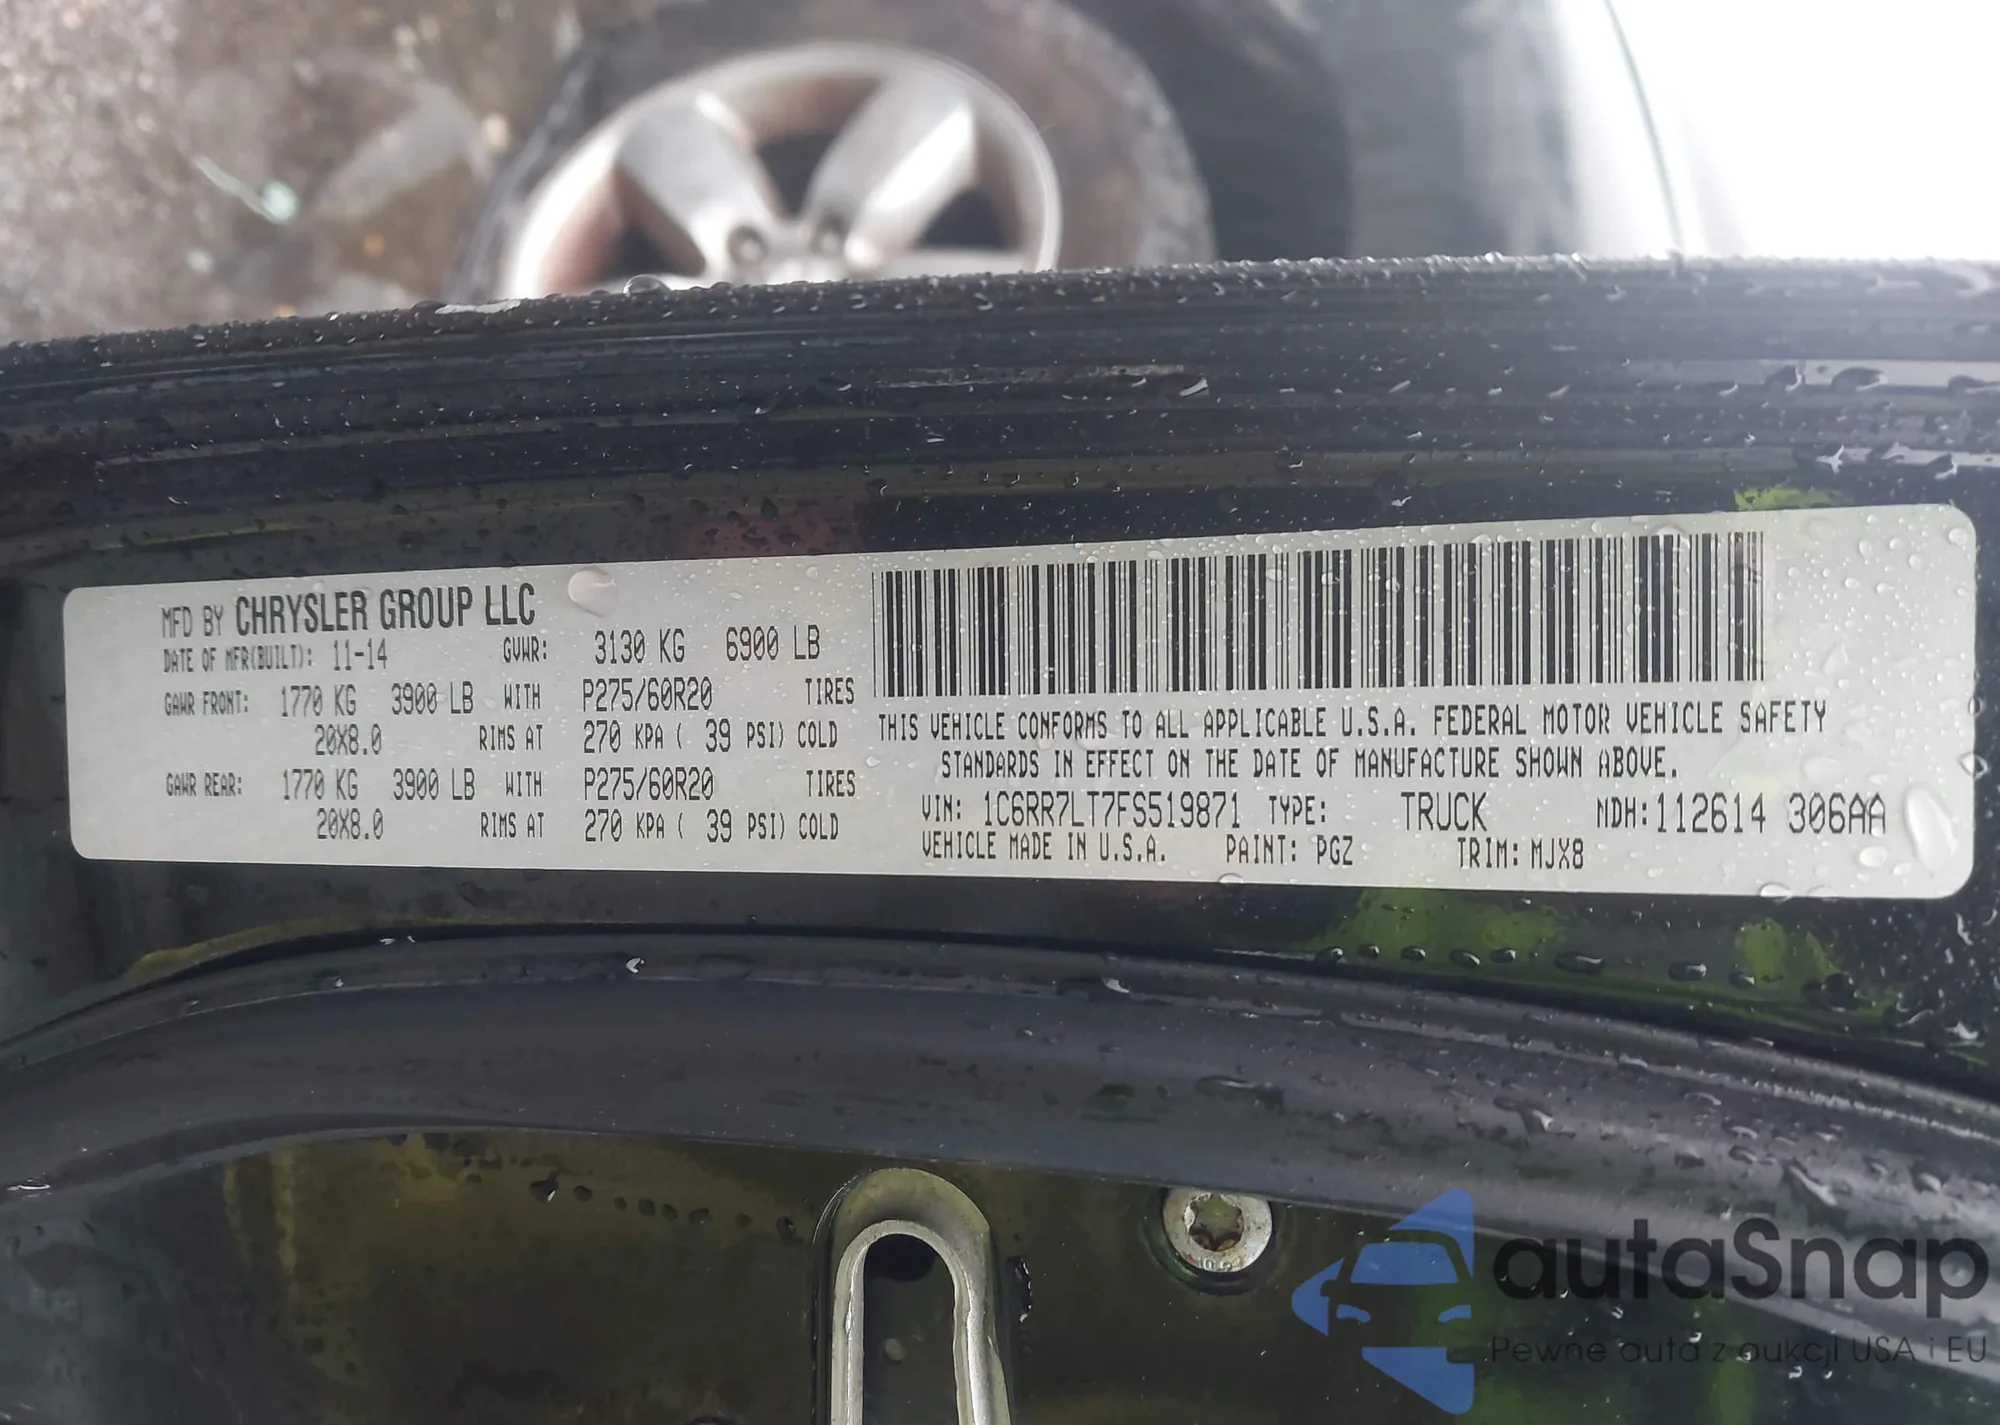 MFD BY CHRYSLER GROUP LLC
DATE OF MFR(BUILT): 11-14 GVWR: 3130 KG 6900 LB
GAWR FRONT: 1770 KG 3900 LB WITH P275/60R20 TIRES
20X8.0 RIMS AT 270 KPA ( 39 PSI) COLD
GAWR REAR: 1770 KG 3900 LB WITH P275/60R20 TIRES
20X8.0 RIMS AT 270 KPA ( 39 PSI) COLD
THIS VEHICLE CONFORMS TO ALL APPLICABLE U.S.A. FEDERAL MOTOR VEHICLE SAFETY
STANDARDS IN EFFECT ON THE DATE OF MANUFACTURE SHOWN ABOVE.
VIN: 1C6RR7LT7FS519871 TYPE: TRUCK MDH:112614 306AA
VEHICLE MADE IN U.S.A. PAINT: PGZ TRIM: MJX8
autaSnap
Pewne auta z aukcji USA i EU